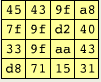 45 43 9f a8
7f 9f d2 40
33 9f aa 43
d8 71 15 31